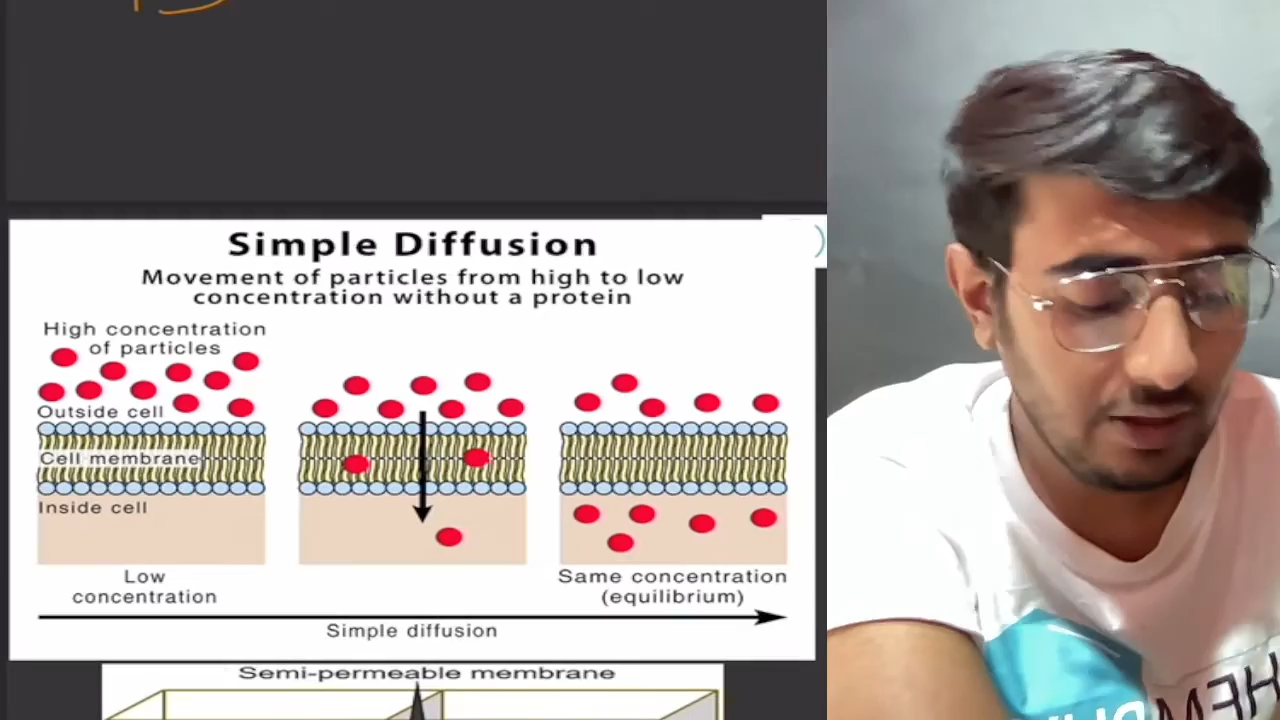 Simple Diffusion
Movement of particles from high to low
concentration without a protein
High concentration
of particles
Outside cell
Cell membrane
Inside cell
Low
concentration
Same concentration
(equilibrium)
Simple diffusion
Semi-permeable membrane